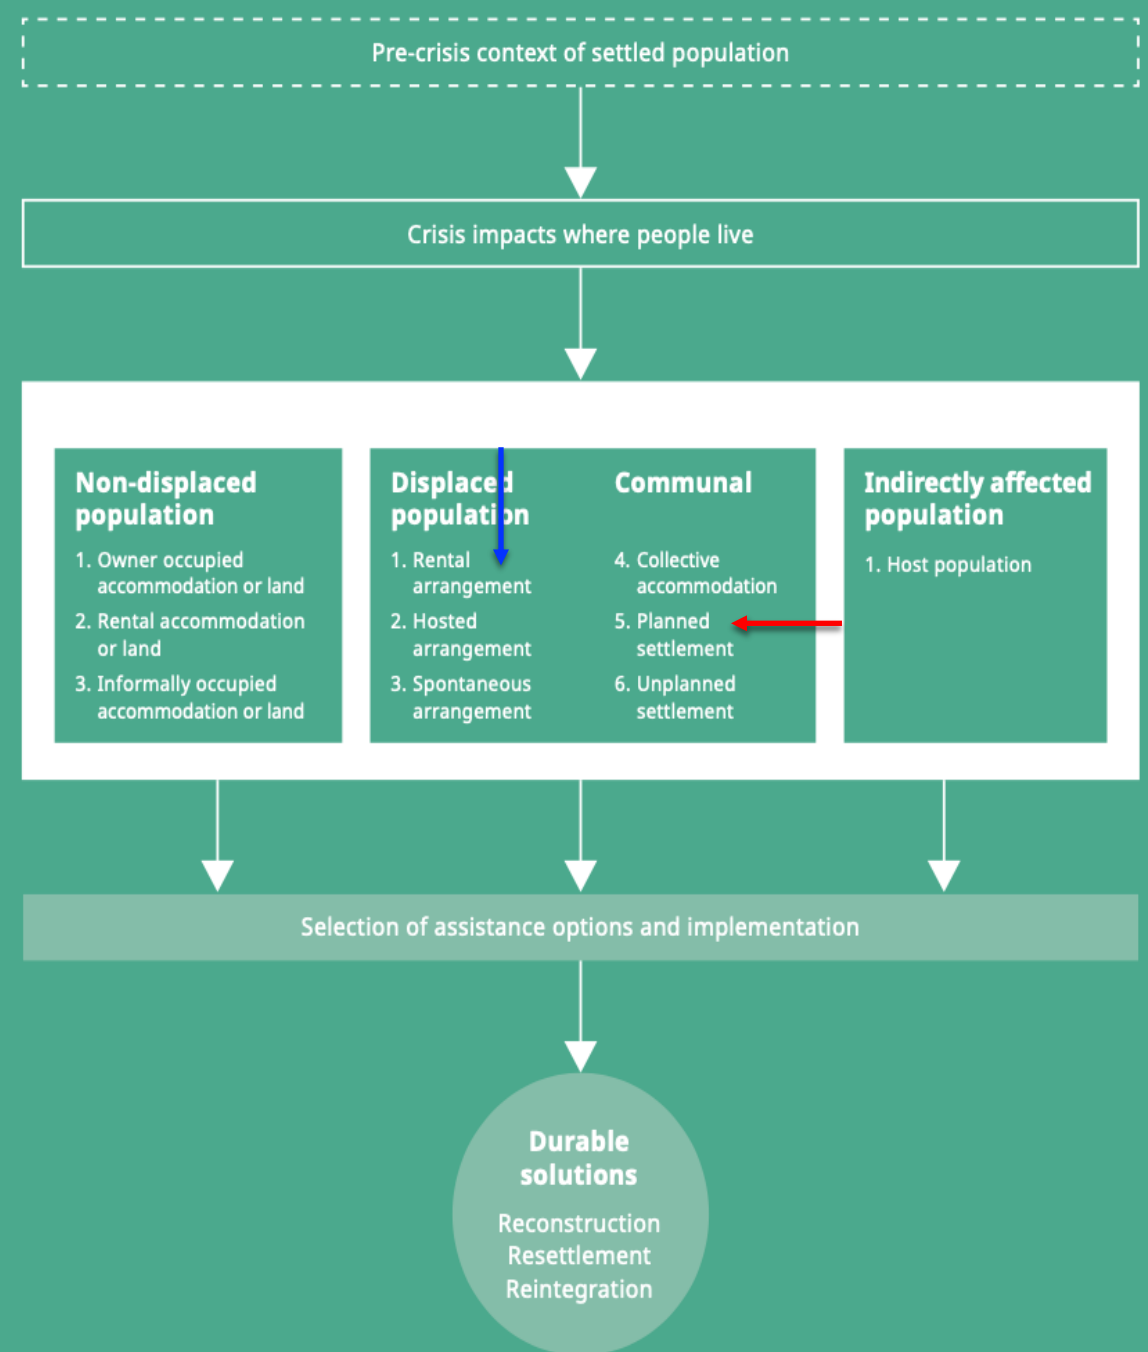 Pre-crisis context of settled population
Crisis impacts where people live
Non-displaced
population
1. Owner occupied
accommodation or land
2. Rental accommodation
or land
3. Informally occupied
accommodation or land
Displaced
population
1. Rental
arrangement
2. Hosted
arrangement
3. Spontaneous
arrangement
Communal
4. Collective
accommodation
5. Planned
settlement
6. Unplanned
settlement
Indirectly affected
population
1. Host population
Selection of assistance options and implementation
Durable
solutions
Reconstruction
Resettlement
Reintegration